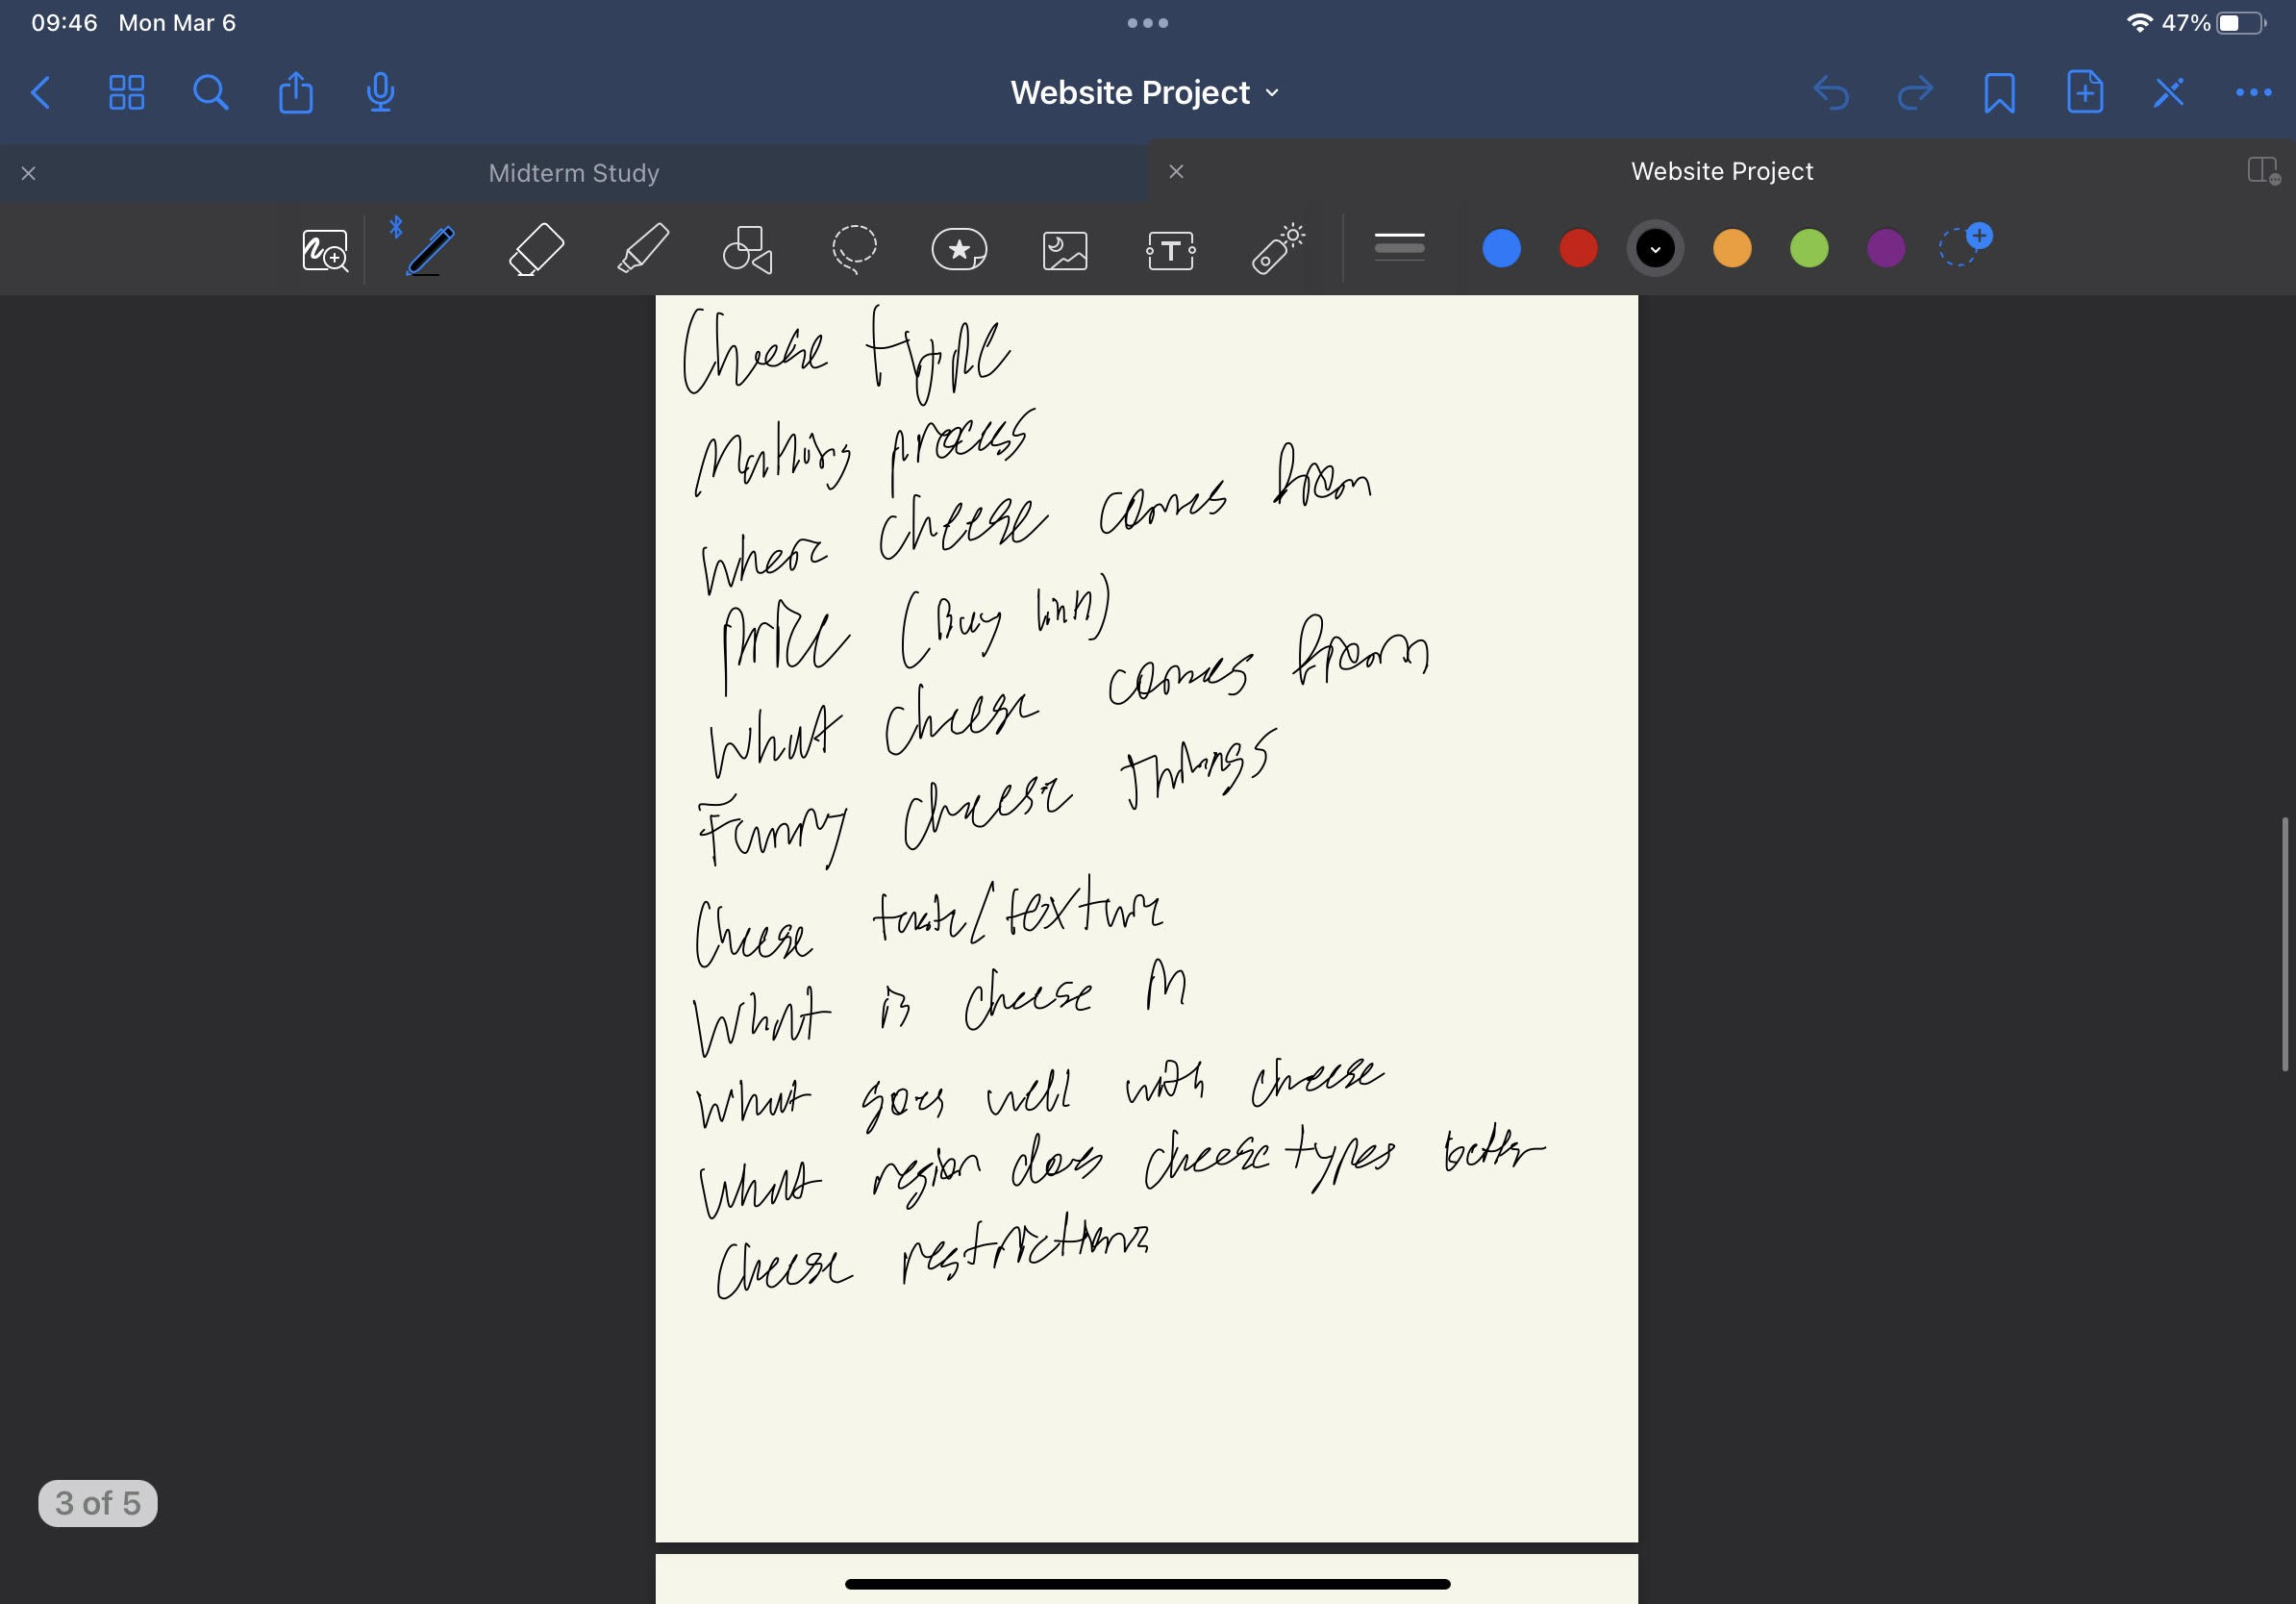 09:46 Mon Mar 6
47%
Website Project
Midterm Study
Website Project
T
Cheese type
Making process
where cheese comes from
price (Buy link)
What cheese comes from
Funny cheese things
Cheese taste/texture
What is cheese in
What goes well with cheese
What region does cheese types better
Cheese restrictions
3 of 5